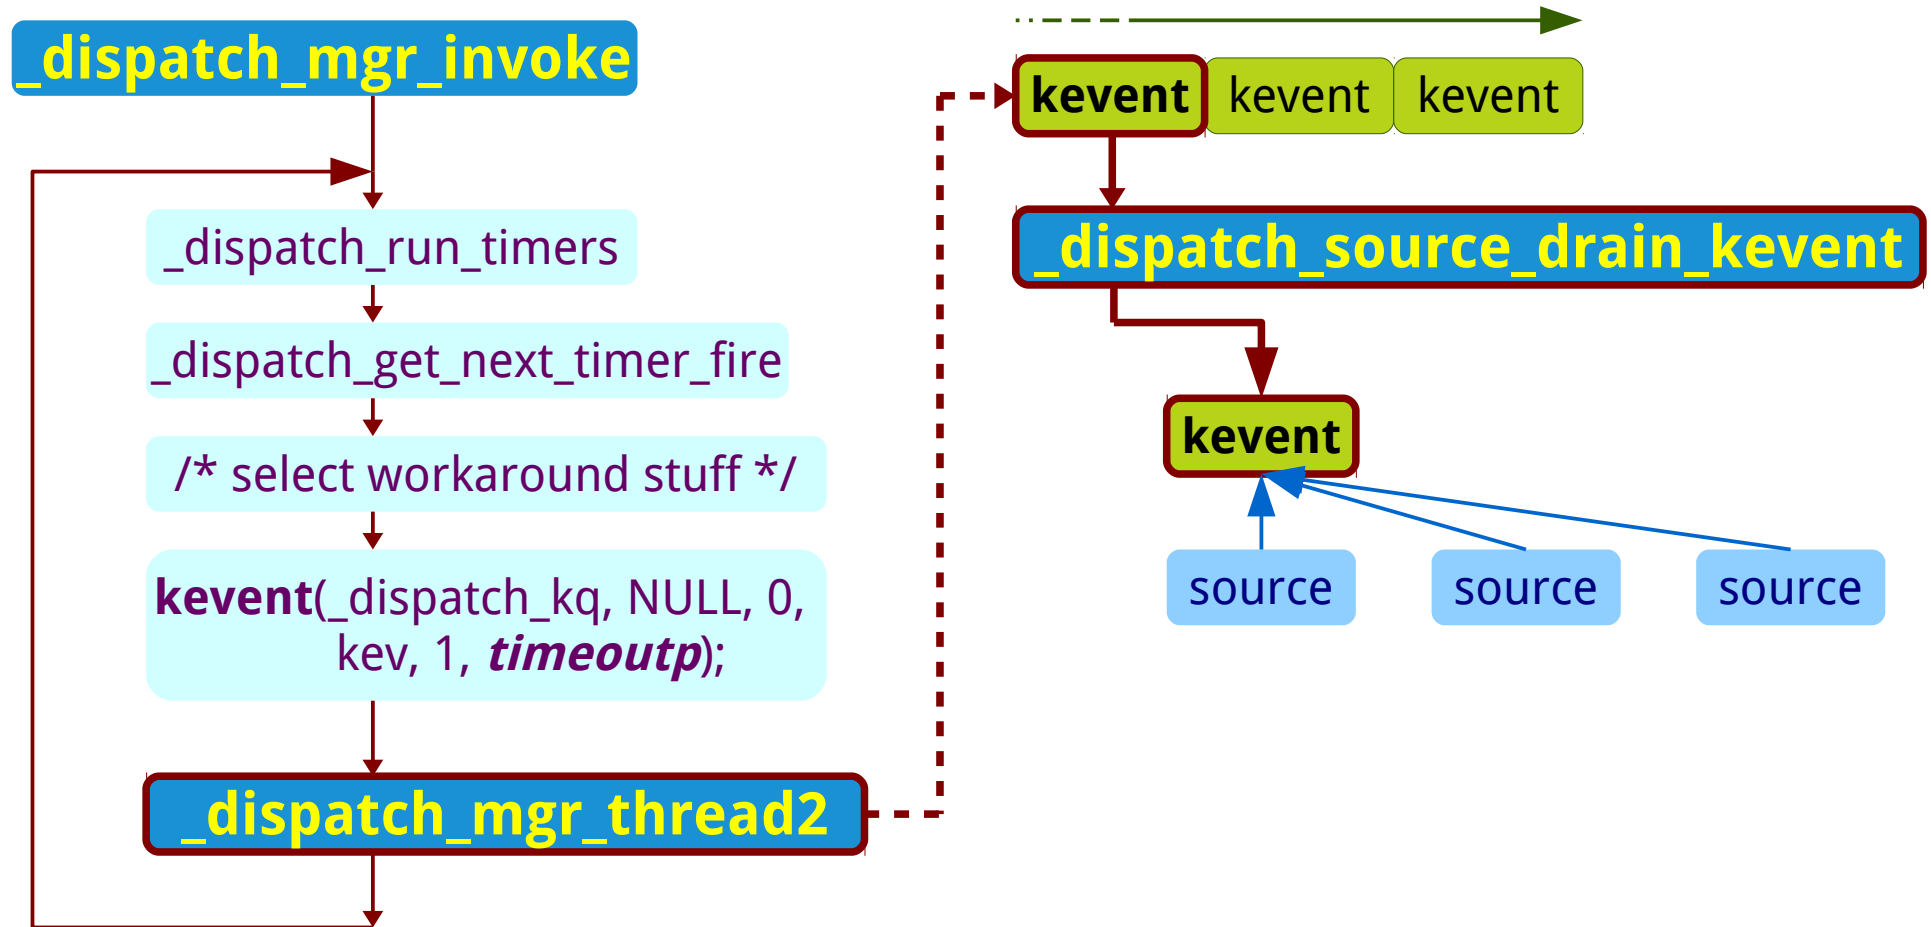 _dispatch_mgr_invoke
_dispatch_run_timers
_dispatch_get_next_timer_fire
/* select workaround stuff */
kevent(_dispatch_kq, NULL, 0,
kev, 1, timeoutp);
_dispatch_mgr_thread2
kevent kevent kevent
_dispatch_source_drain_kevent
kevent
source source source